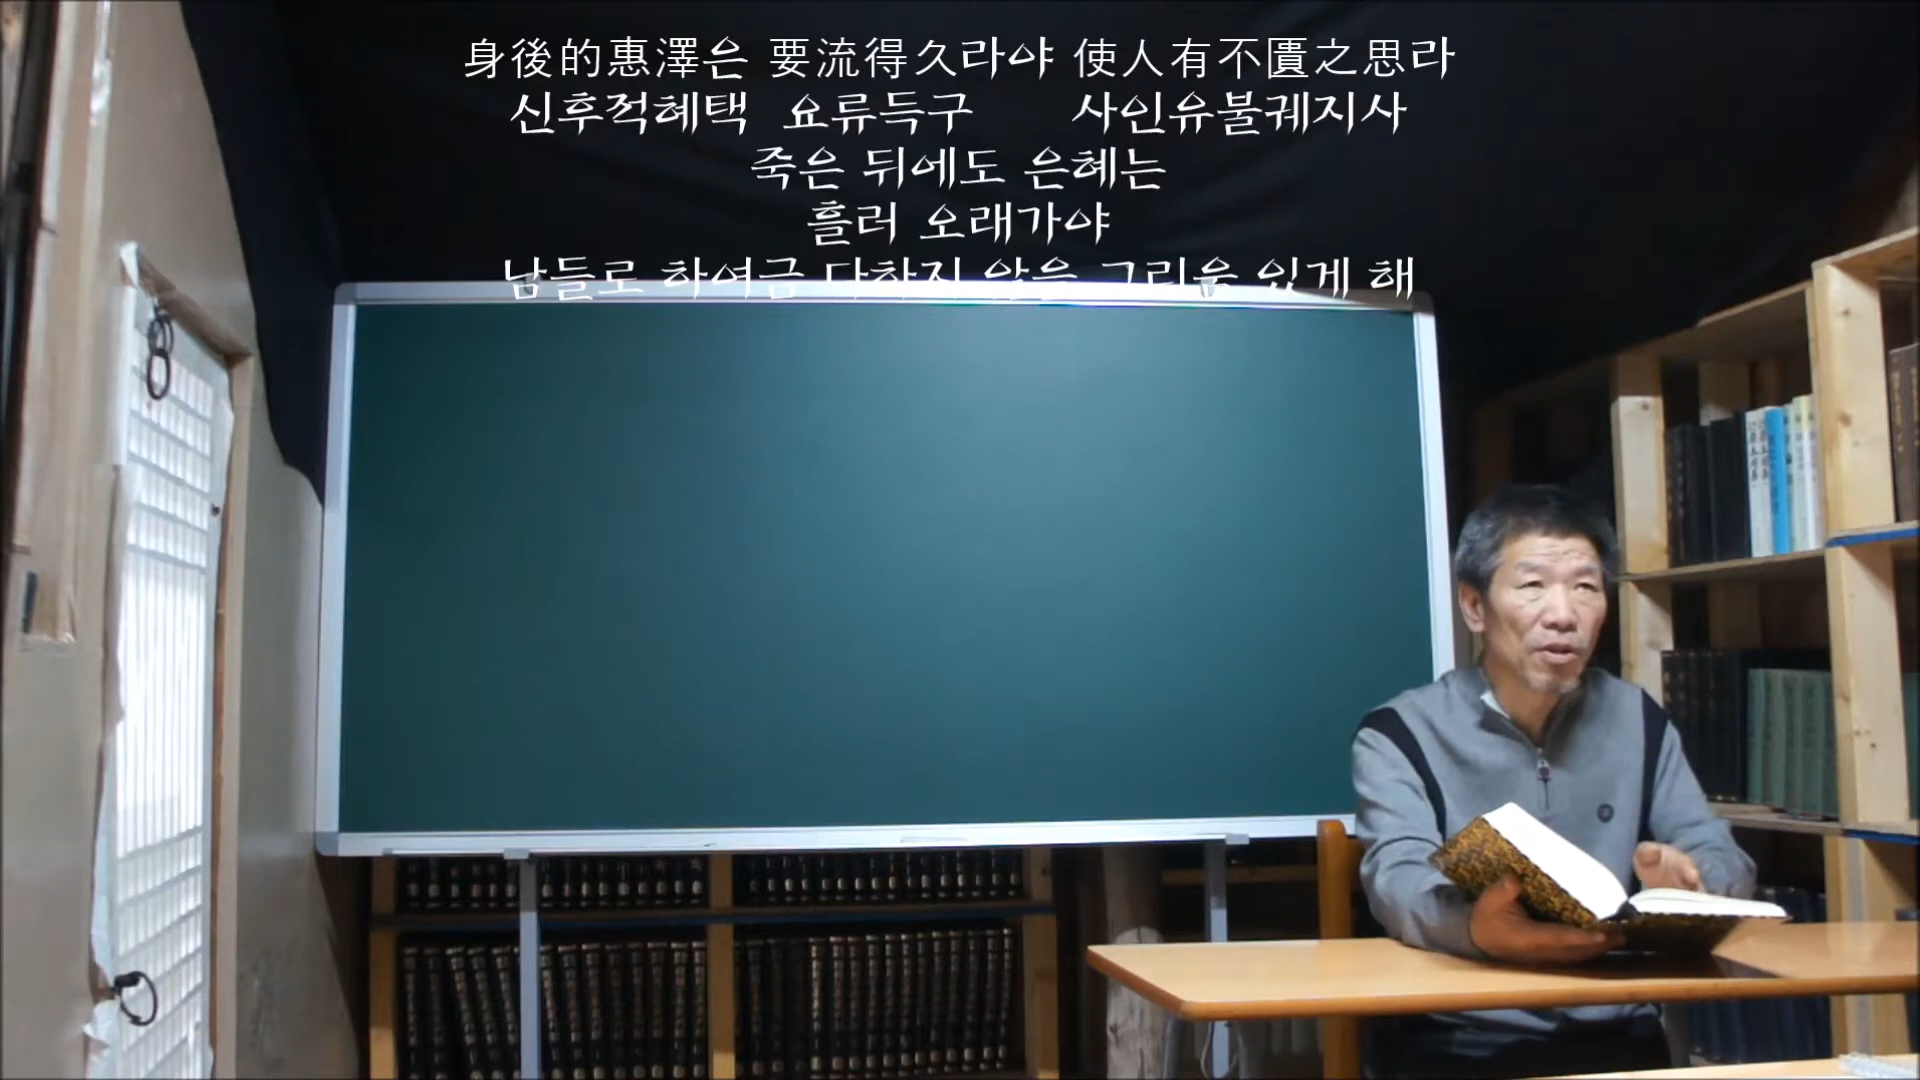 身後的惠澤은 要流得久라야 使人有不匱之思라
신후적혜택 요류득구 사인유불궤지사
죽은 뒤에도 은혜는
흘러 오래가야
남들로 하여금 다하지 않을 그리움 있게 해